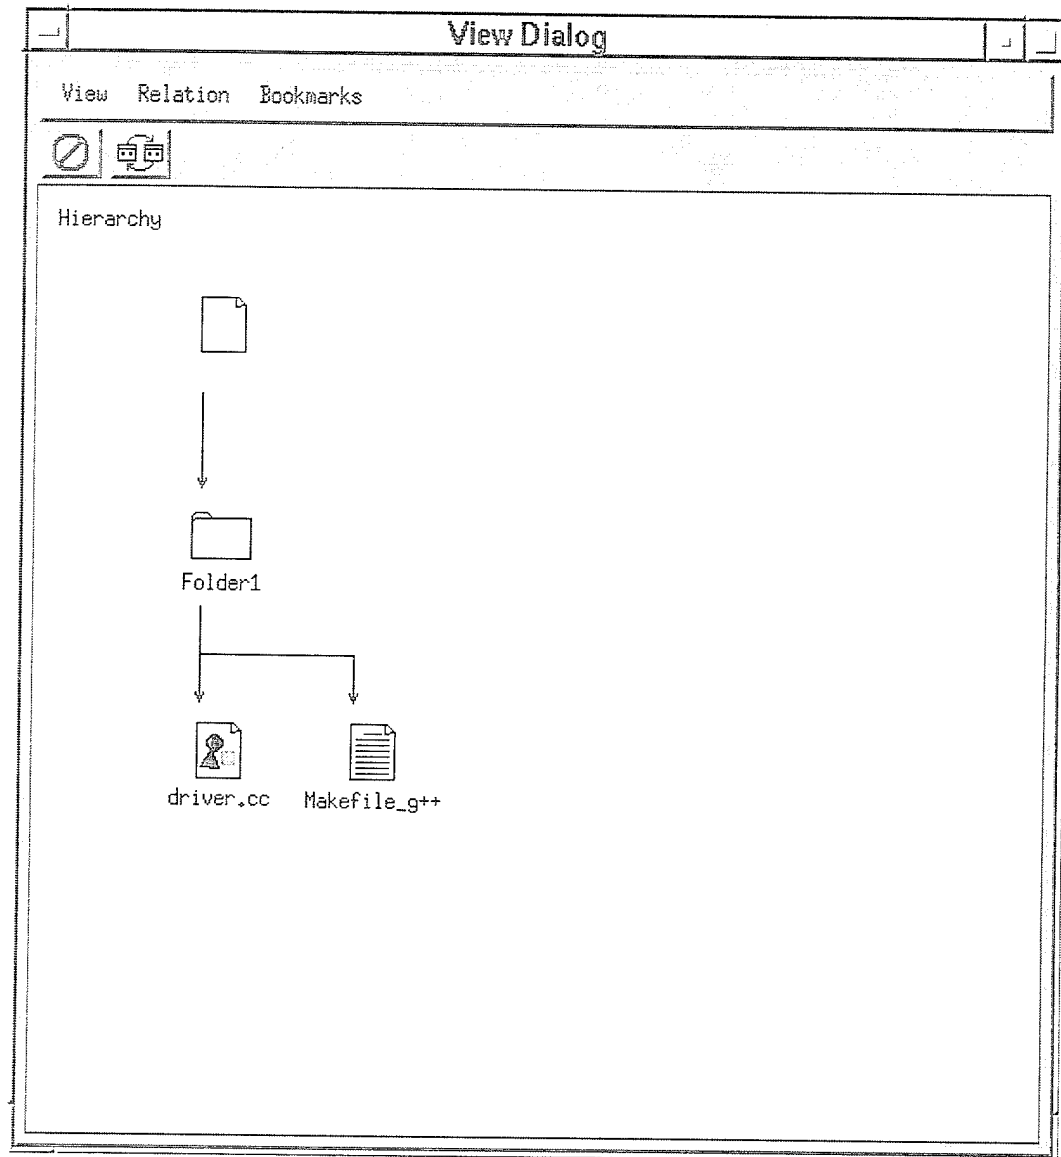 View Dialog
View Relation Bookmarks
Hierarchy
Folder1
driver.cc Makefile_g++